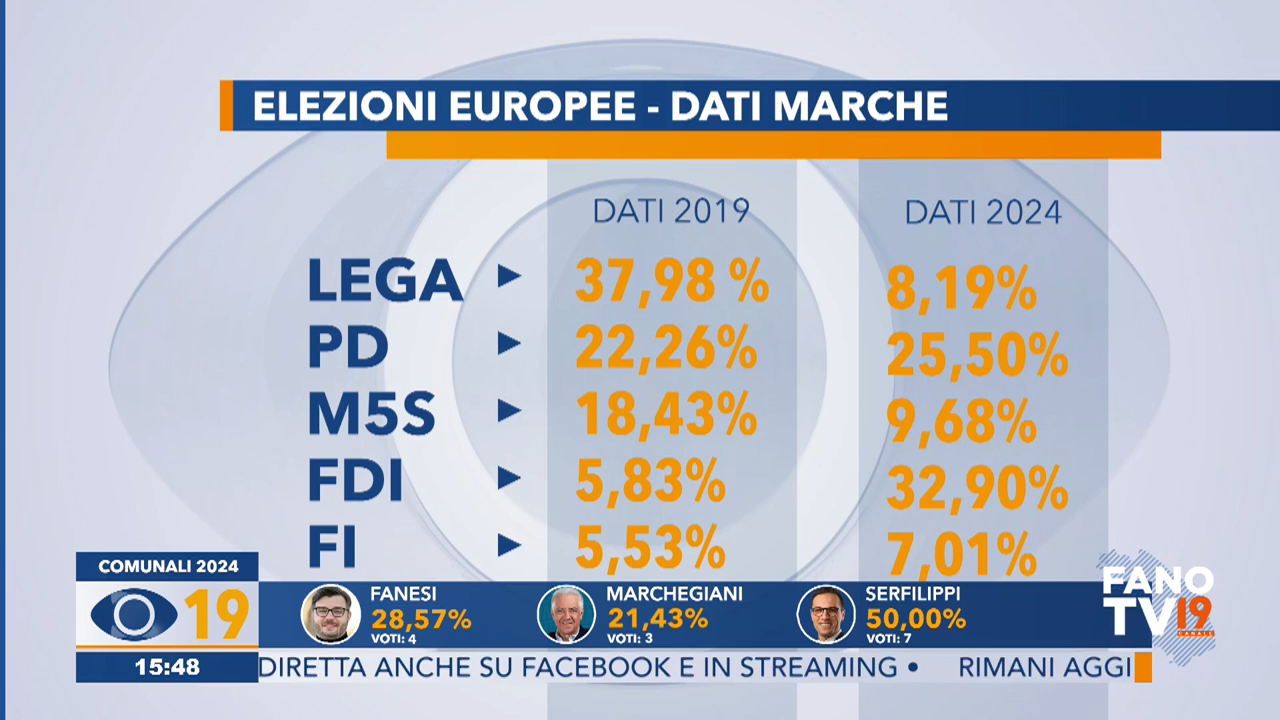 ELEZIONI EUROPEE - DATI MARCHE
DATI 2019 DATI 2024
LEGA 37,98 % 8,19%
PD 22,26% 25,50%
M5S 18,43% 9,68%
FDI 5,83% 32,90%
FI 5,53% 7,01%
COMUNALI 2024
19
15:48
FANESI
28,57%
VOTI: 4
MARCHEGIANI
21,43%
VOTI: 3
SERFILIPPI
50,00%
VOTI: 7
FANO
TV19
CANALE
DIRETTA ANCHE SU FACEBOOK E IN STREAMING • RIMANI AGGI